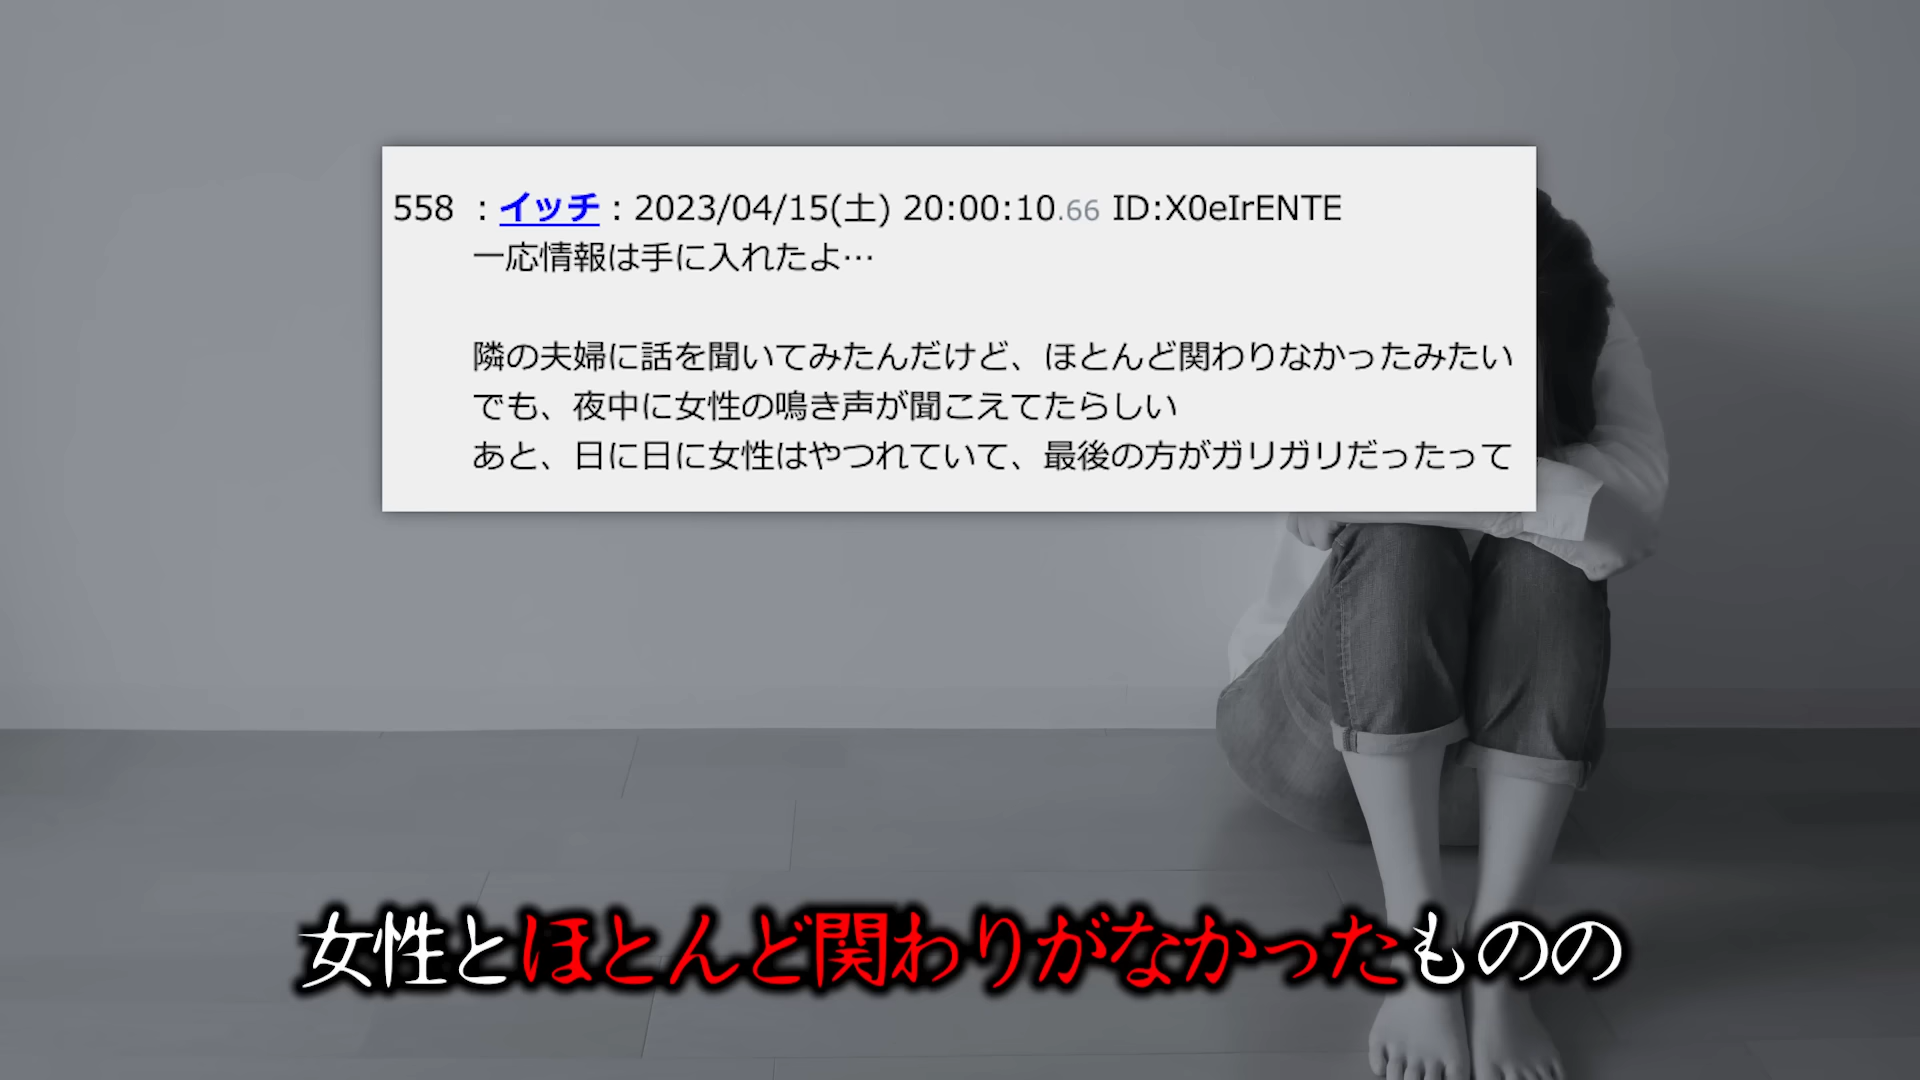 558 ：イッチ：2023/04/15(土) 20:00:10.66 ID:X0eIrENTE
一応情報は手に入れたよ…
隣の夫婦に話を聞いてみたんだけど、ほとんど関わりなかったみたい
でも、夜中に女性の鳴き声が聞こえてたらしい
あと、日に日に女性はやつれていて、最後の方がガリガリだったって
女性とほとんど関わりがなかったものの